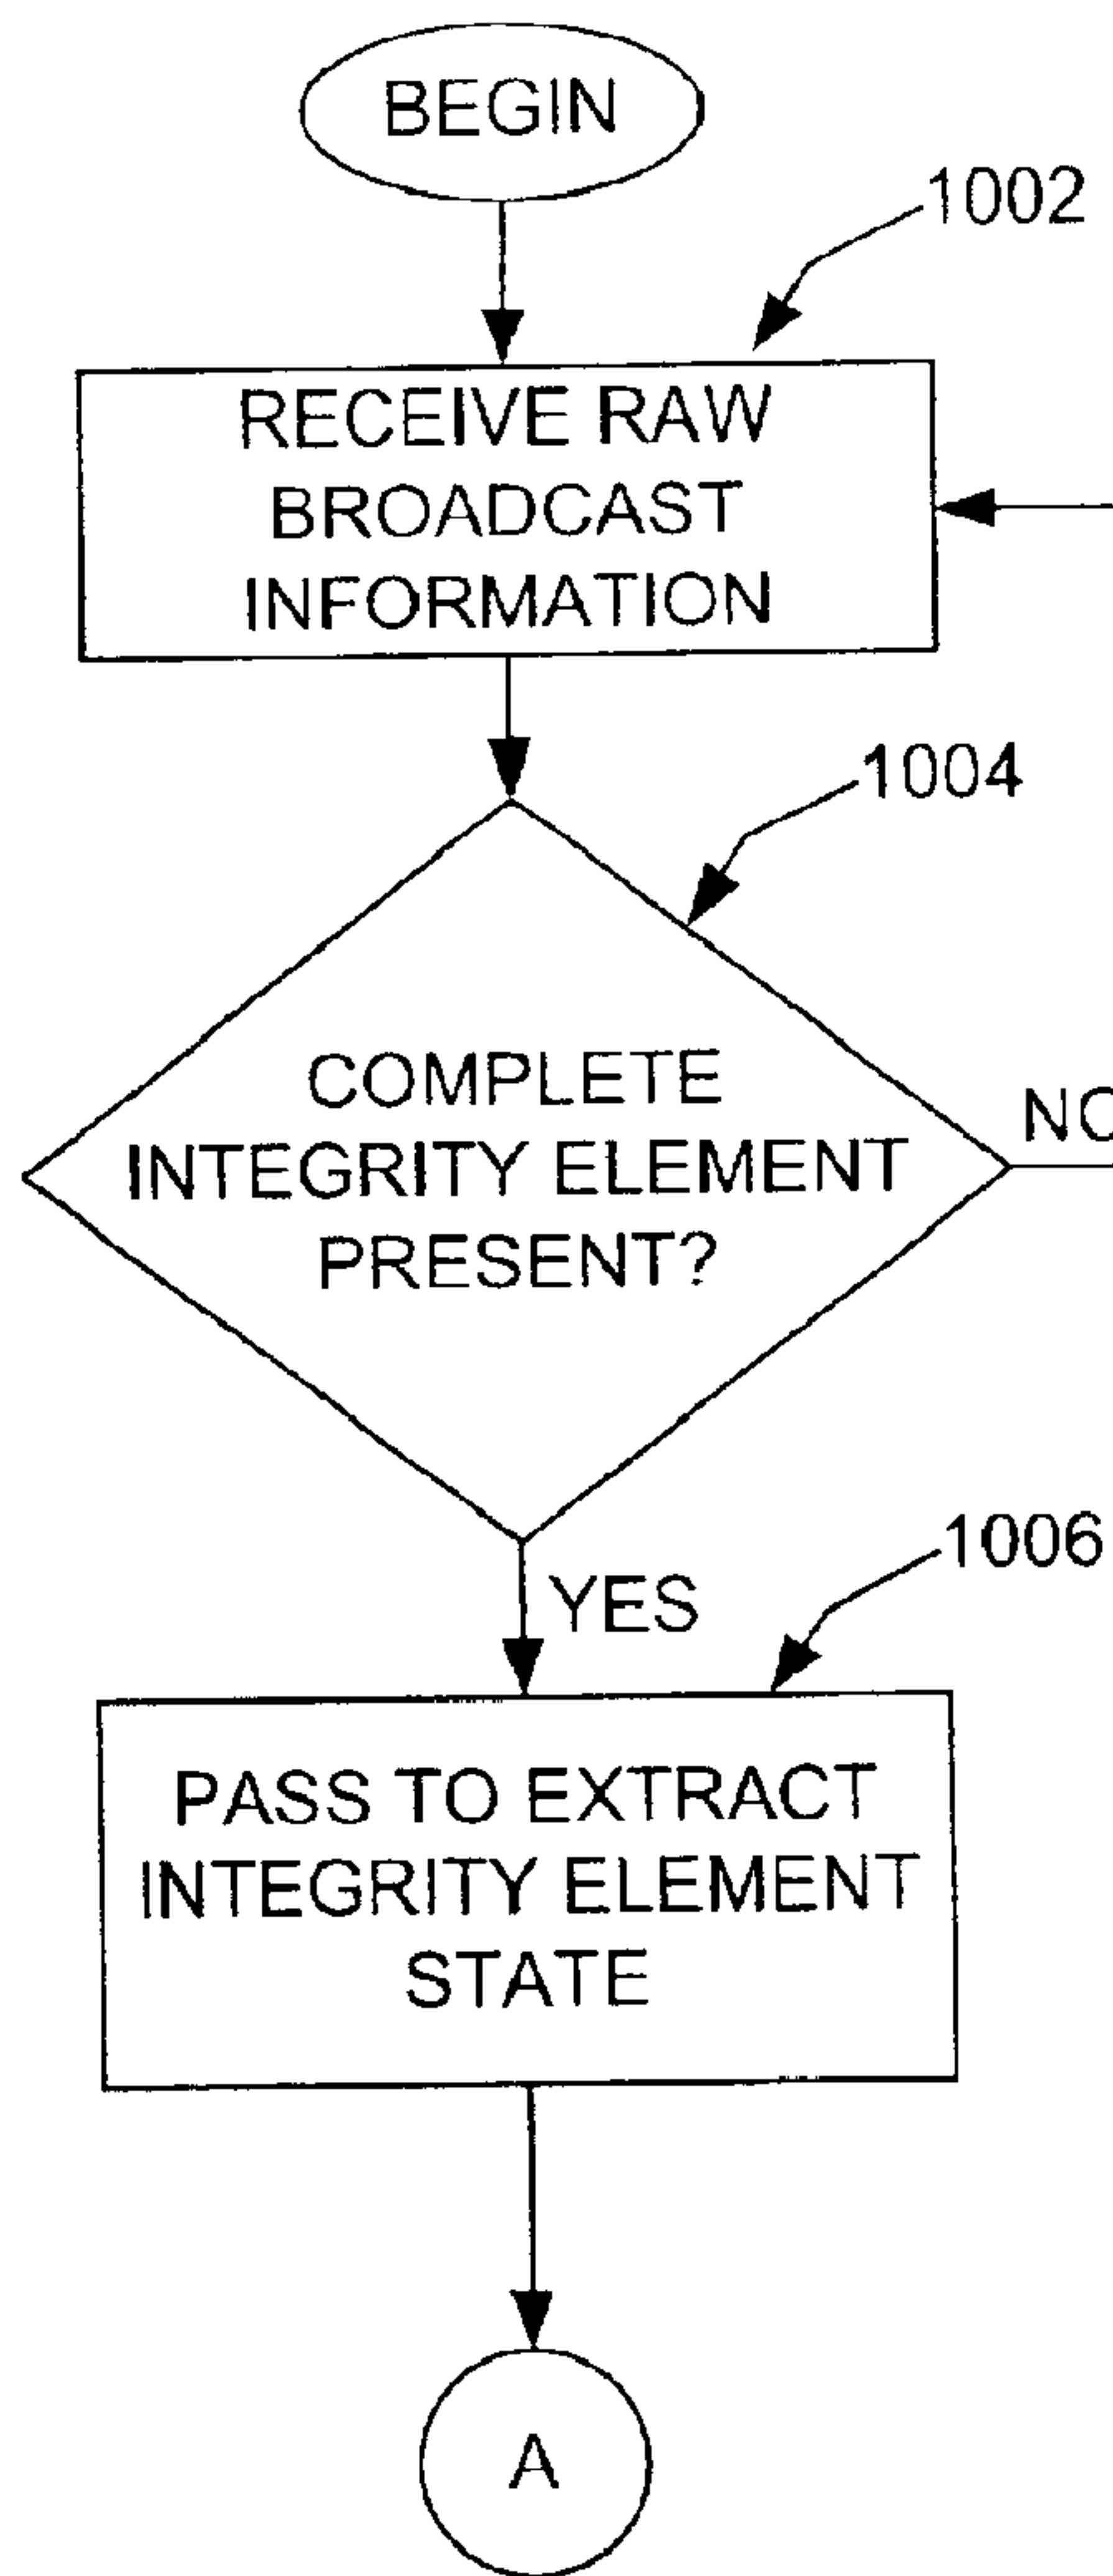 BEGIN
1002
RECEIVE RAW
BROADCAST
INFORMATION
1004
COMPLETE
INTEGRITY ELEMENT
PRESENT?
NO
YES
1006
PASS TO EXTRACT
INTEGRITY ELEMENT
STATE
A